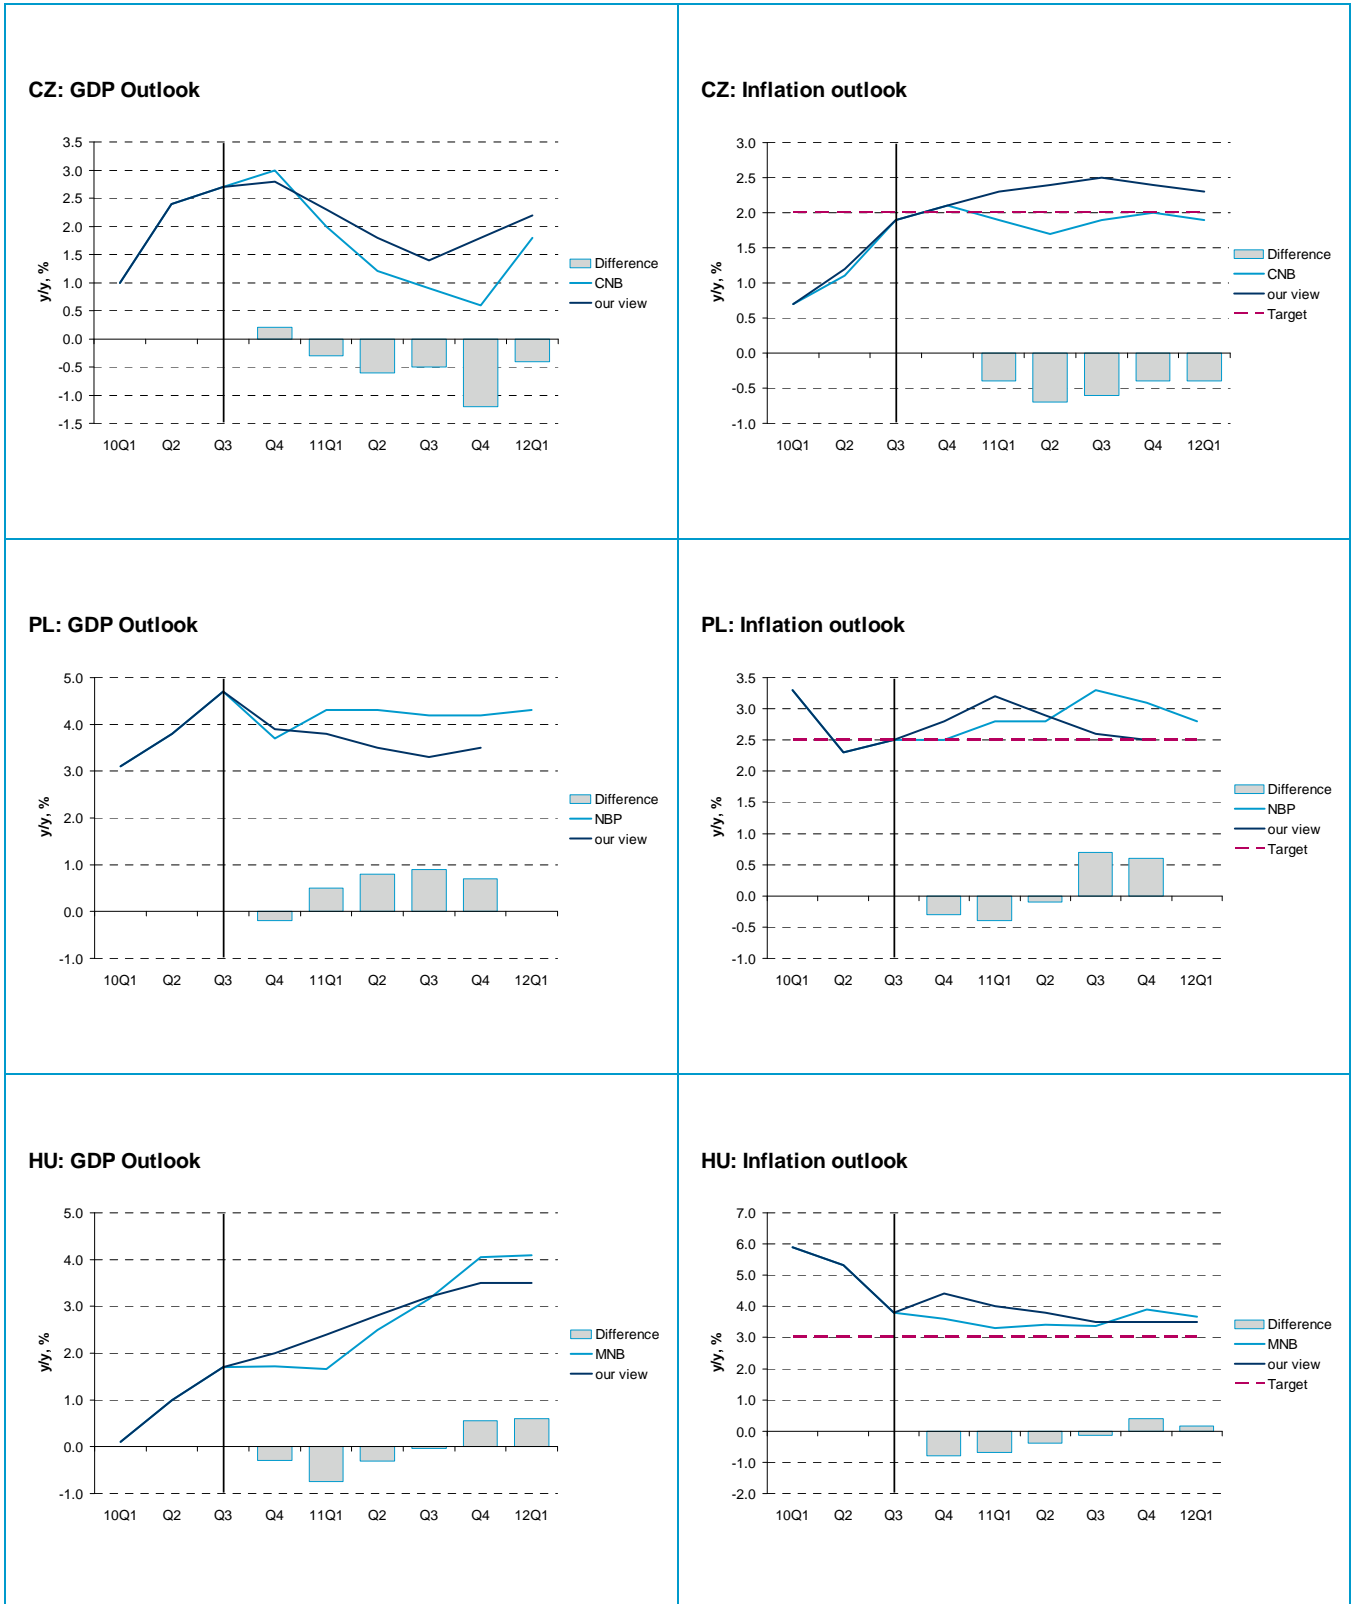 CZ: GDP Outlook
3.5
3.0
2.5
2.0
1.5
1.0
0.5
0.0
-0.5
-1.0
-1.5
y/y, %
10Q1 Q2 Q3 Q4 11Q1 Q2 Q3 Q4 12Q1
Difference
CNB
our view
CZ: Inflation outlook
3.0
2.5
2.0
1.5
1.0
0.5
0.0
-0.5
-1.0
y/y, %
10Q1 Q2 Q3 Q4 11Q1 Q2 Q3 Q4 12Q1
Difference
CNB
our view
Target
PL: GDP Outlook
5.0
4.0
3.0
2.0
1.0
0.0
-1.0
y/y, %
10Q1 Q2 Q3 Q4 11Q1 Q2 Q3 Q4 12Q1
Difference
NBP
our view
PL: Inflation outlook
3.5
3.0
2.5
2.0
1.5
1.0
0.5
0.0
-0.5
-1.0
y/y, %
10Q1 Q2 Q3 Q4 11Q1 Q2 Q3 Q4 12Q1
Difference
NBP
our view
Target
HU: GDP Outlook
5.0
4.0
3.0
2.0
1.0
0.0
-1.0
y/y, %
10Q1 Q2 Q3 Q4 11Q1 Q2 Q3 Q4 12Q1
Difference
MNB
our view
HU: Inflation outlook
7.0
6.0
5.0
4.0
3.0
2.0
1.0
0.0
-1.0
-2.0
y/y, %
10Q1 Q2 Q3 Q4 11Q1 Q2 Q3 Q4 12Q1
Difference
MNB
our view
Target